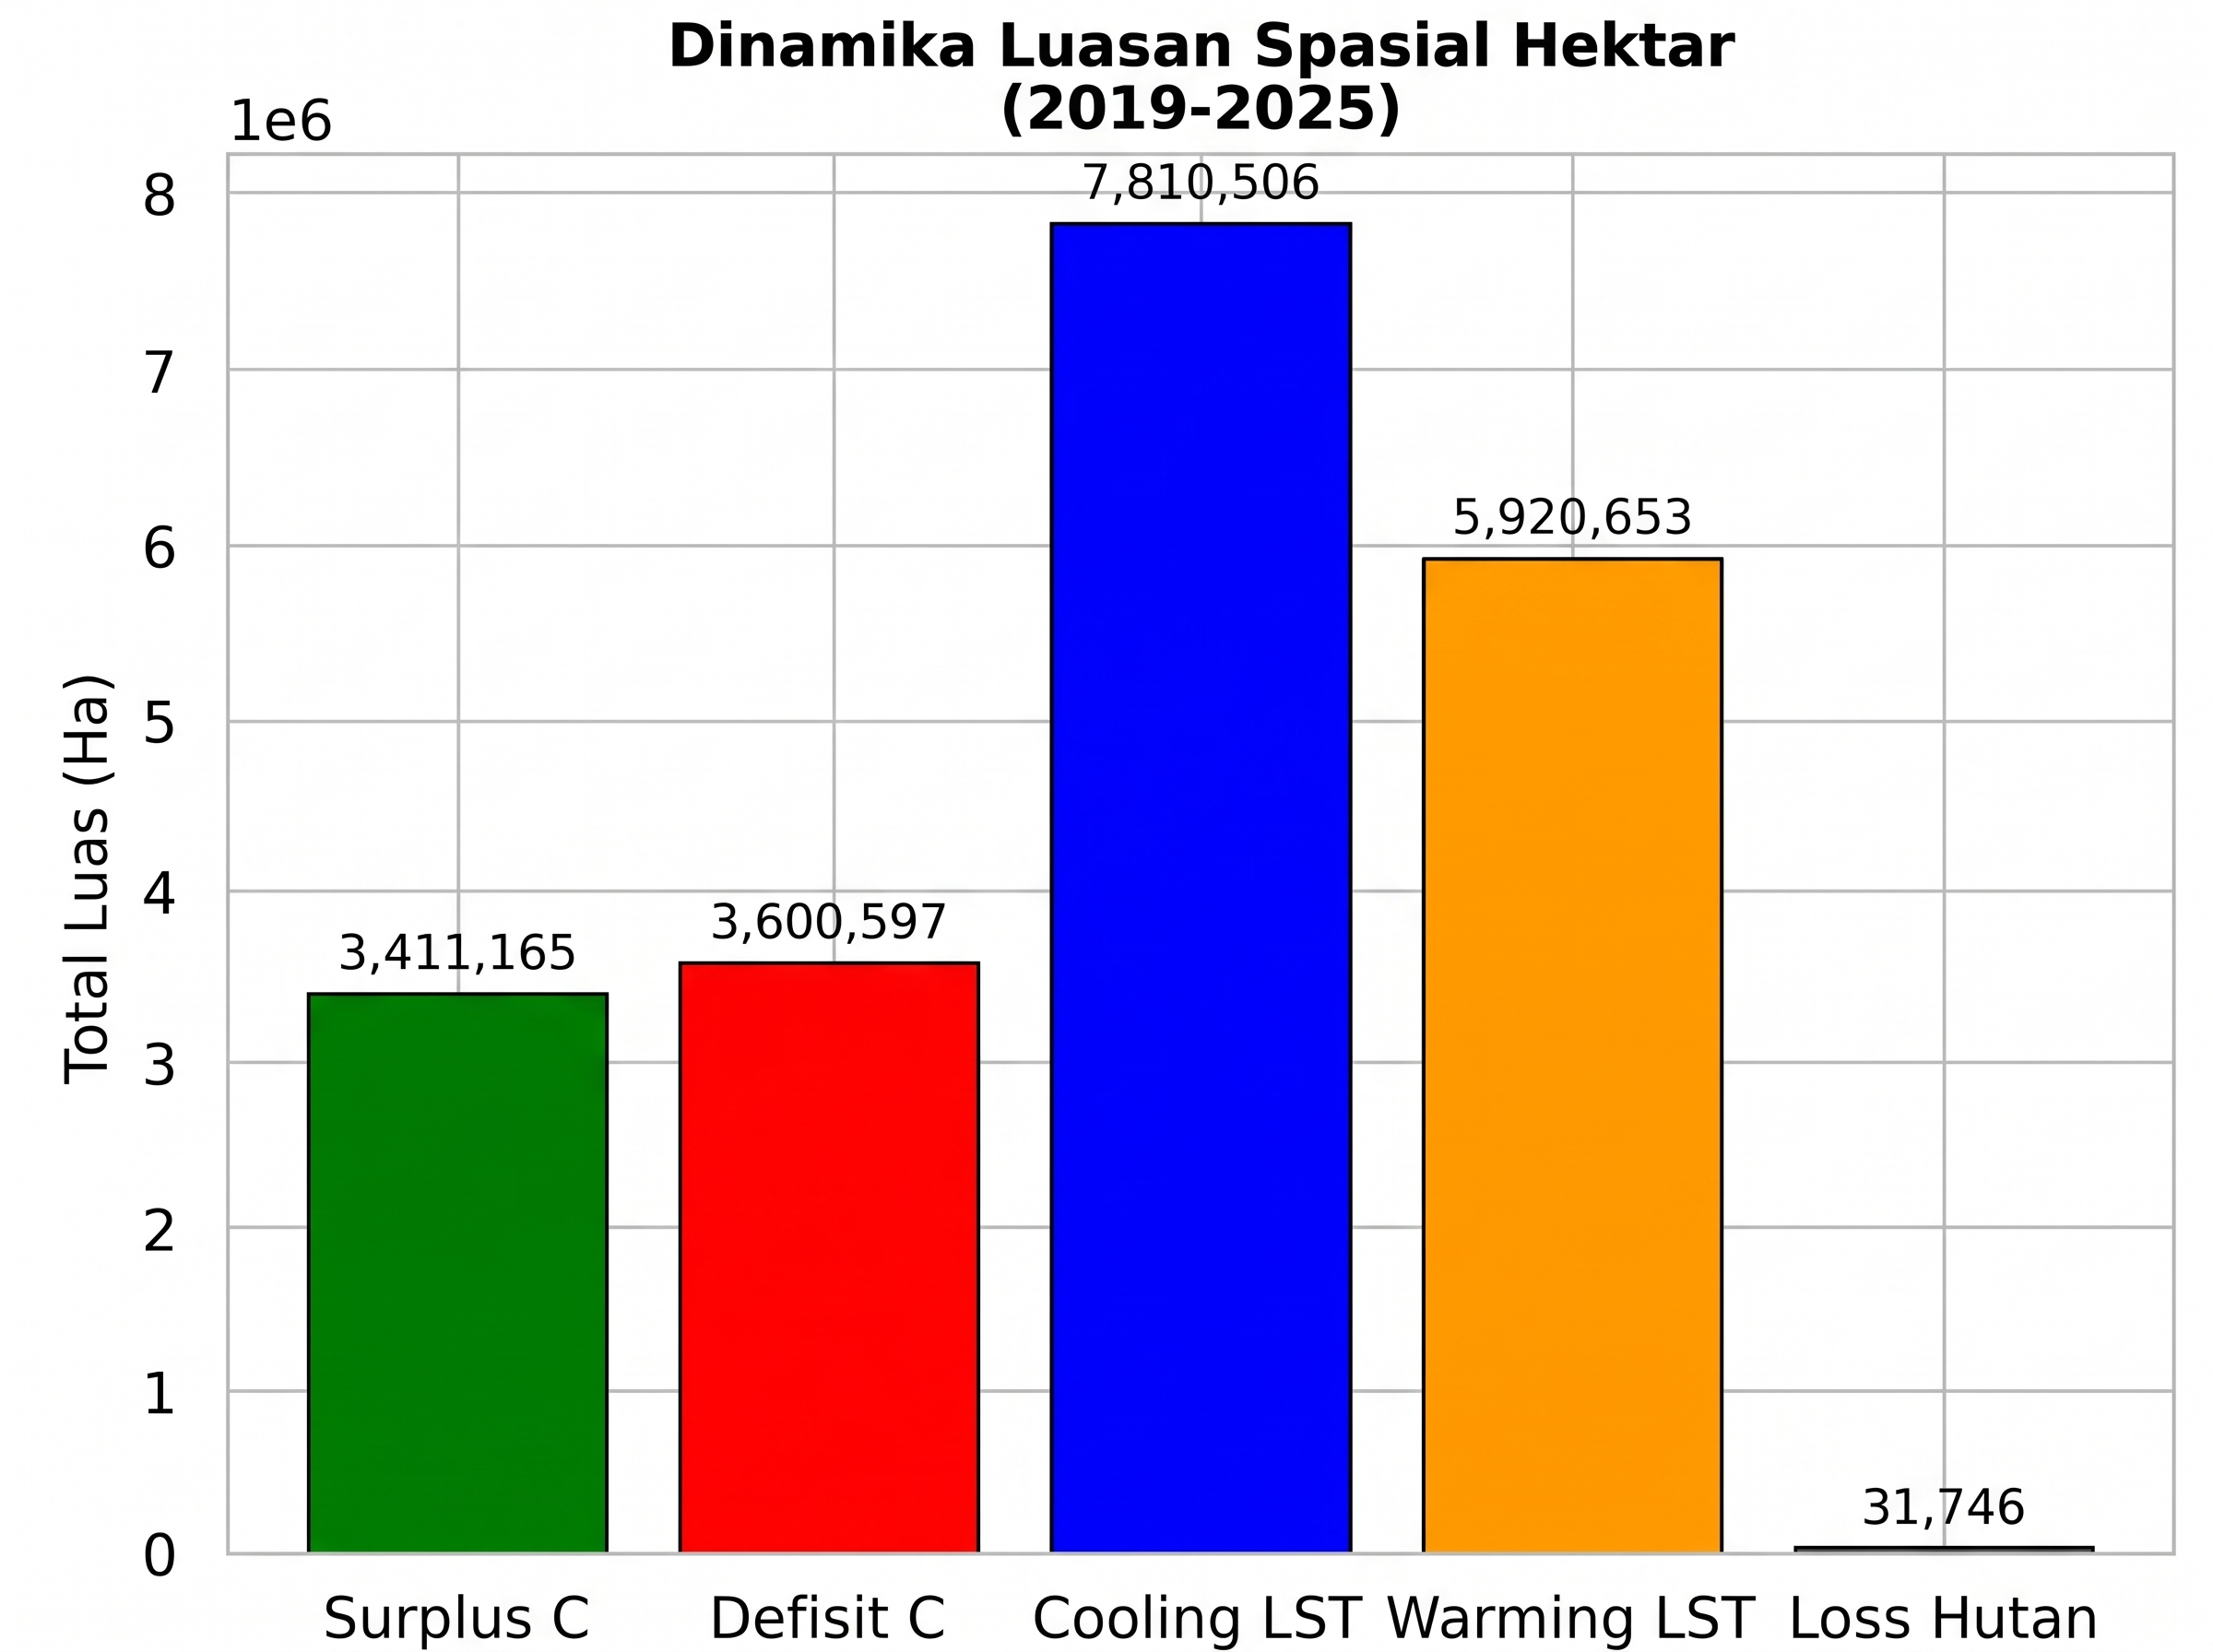 Dinamika Luasan Spasial Hektar
(2019-2025)
1e6
8
7
6
5
4
3
2
1
0
Total Luas (Ha)
3,411,165
3,600,597
7,810,506
5,920,653
31,746
Surplus C
Defisit C
Cooling LST
Warming LST
Loss Hutan